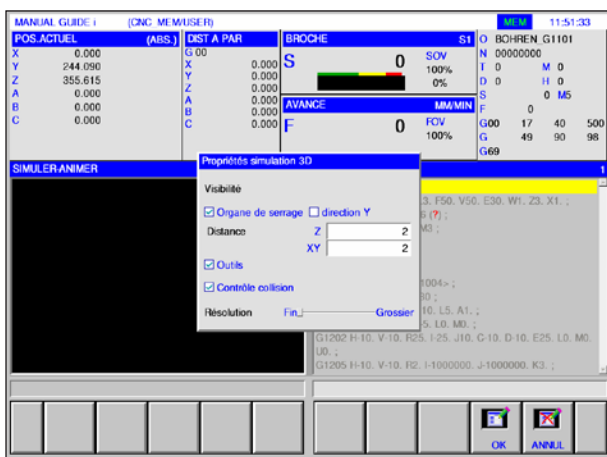 MANUAL GUIDE i (CNC MEM/USER) MEM 11:51:33
POS.ACTUEL (ABS.)
X 0.000
Y 244.090
Z 355.615
A 0.000
B 0.000
C 0.000
DIST A PAR
G 00
X 0.000
Y 0.000
Z 0.000
A 0.000
B 0.000
C 0.000
BROCHE S1
S 0 SOV
100%
0%
AVANCE MM/MIN
F 0 FOV
100%
O BOHREN_G1101
N 00000000
T 0 M 0
D 0 H 0
S 0 M5
F 0
G00 17 40 500
G 49 90 98
G69
SIMULER-ANIMER 1
Propriétés simulation 3D
Visibilité
Organe de serrage direction Y
Distance Z 2
XY 2
Outils
Contrôle collision
Résolution Fin Grossier
3. F50. V50. E30. W1. Z3. X1. ;
6 (?) ;
M3 ;
1004> ;
30 ;
10. L5. A1. ;
5. L0. M0. ;
G1202 H-10. V-10. R25. I-25. J10. C-10. D-10. E25. L0. M0.
U0. ;
G1205 H-10. V-10. R2. I-1000000. J-1000000. K3. ;
OK ANNUL